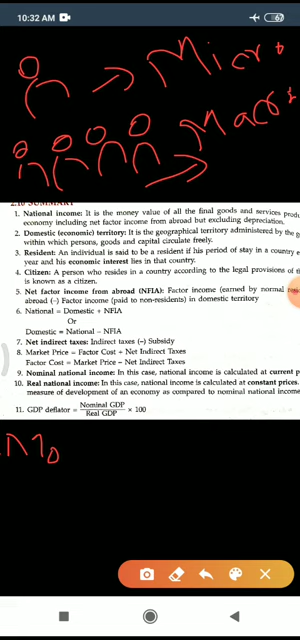 10:32 AM
67
Micro
Macro
2.10 SUMMARY
1. National income: It is the money value of all the final goods and services
economy including net factor income from abroad but excluding depreciation.
2. Domestic (economic) territory: It is the geographical territory administered by the
within which persons, goods and capital circulate freely.
3. Resident: An individual is said to be a resident if his period of stay in a country
year and his economic interest lies in that country.
4. Citizen: A person who resides in a country according to the legal provisions of
is known as a citizen.
5. Net factor income from abroad (NFIA): Factor income (earned by normal
abroad (–) Factor income (paid to non-residents) in domestic territory
6. National = Domestic + NFIA
Or
Domestic = National – NFIA
7. Net indirect taxes: Indirect taxes (–) Subsidy
8. Market Price = Factor Cost + Net Indirect Taxes
Factor Cost = Market Price – Net Indirect Taxes
9. Nominal national income: In this case, national income is calculated at current
10. Real national income: In this case, national income is calculated at constant prices.
measure of development of an economy as compared to nominal national income
11. GDP deflator = Nominal GDP / Real GDP × 100